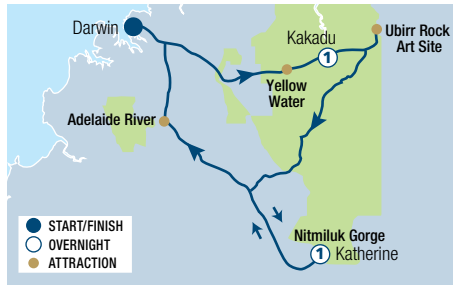 Darwin
Kakadu
1
Ubirr Rock
Art Site
Yellow
Water
Adelaide River
START/FINISH
1 OVERNIGHT
ATTRACTION
Nitmiluk Gorge
1 Katherine